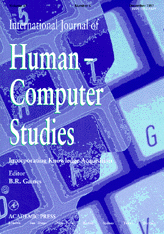 International Journal of
Human –
Computer
Studies
Incorporating Knowledge Acquisition
Editor
B.R. Gaines
G
ACADEMIC PRESS